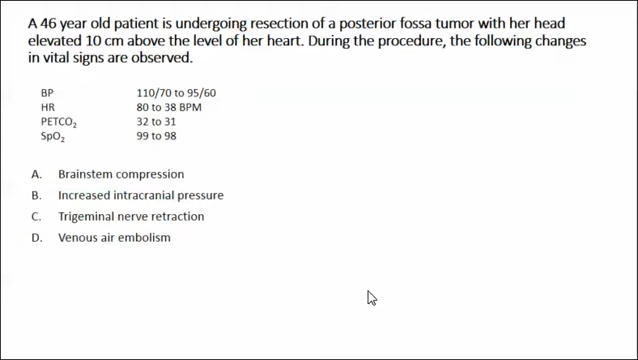 A 46 year old patient is undergoing resection of a posterior fossa tumor with her head
elevated 10 cm above the level of her heart. During the procedure, the following changes
in vital signs are observed.
BP 110/70 to 95/60
HR 80 to 38 BPM
PETCO₂ 32 to 31
SpO₂ 99 to 98
A. Brainstem compression
B. Increased intracranial pressure
C. Trigeminal nerve retraction
D. Venous air embolism